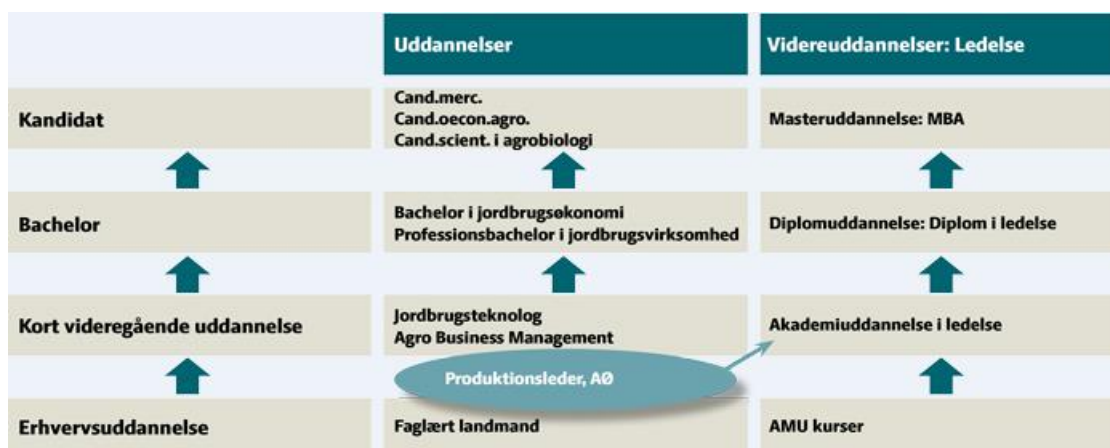 Uddannelser
Videreuddannelser: Ledelse
Kandidat
Cand.merc.
Cand.oecon.agro.
Cand.scient. i agrobiologi
Masteruddannelse: MBA
Bachelor
Bachelor i jordbrugsøkonomi
Professionsbachelor i jordbrugsvirksomhed
Diplomuddannelse: Diplom i ledelse
Kort videregående uddannelse
Jordbrugsteknolog
Agro Business Management
Akademiuddannelse i ledelse
Produktionsleder, AØ
Erhvervsuddannelse
Faglært landmand
AMU kurser